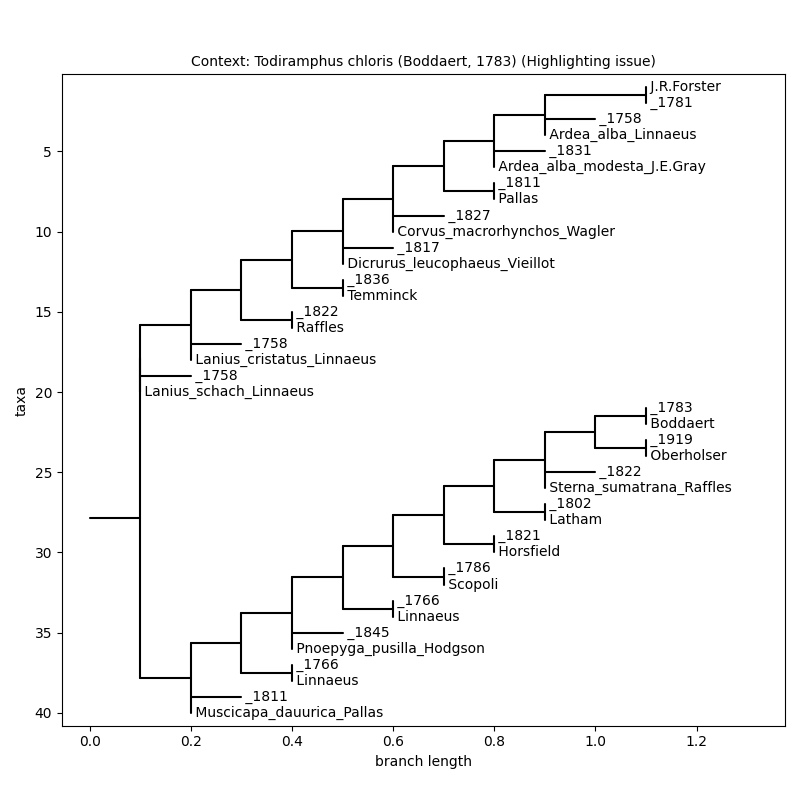 Context: Todiramphus chloris (Boddaert, 1783) (Highlighting issue)
J.R.Forster
_1781
_1758
Ardea_alba_Linnaeus
_1831
Ardea_alba_modesta_J.E.Gray
_1811
Pallas
_1827
Corvus_macrorhynchos_Wagler
_1817
Dicrurus_leucophaeus_Vieillot
_1836
Temminck
_1822
Raffles
_1758
Lanius_cristatus_Linnaeus
_1758
Lanius_schach_Linnaeus
_1783
Boddaert
_1919
Oberholser
_1822
Sterna_sumatrana_Raffles
_1802
Latham
_1821
Horsfield
_1786
Scopoli
_1766
Linnaeus
_1845
Pnoepyga_pusilla_Hodgson
_1766
Linnaeus
_1811
Muscicapa_dauurica_Pallas
5
10
15
20
25
30
35
40
taxa
0.0 0.2 0.4 0.6 0.8 1.0 1.2
branch length